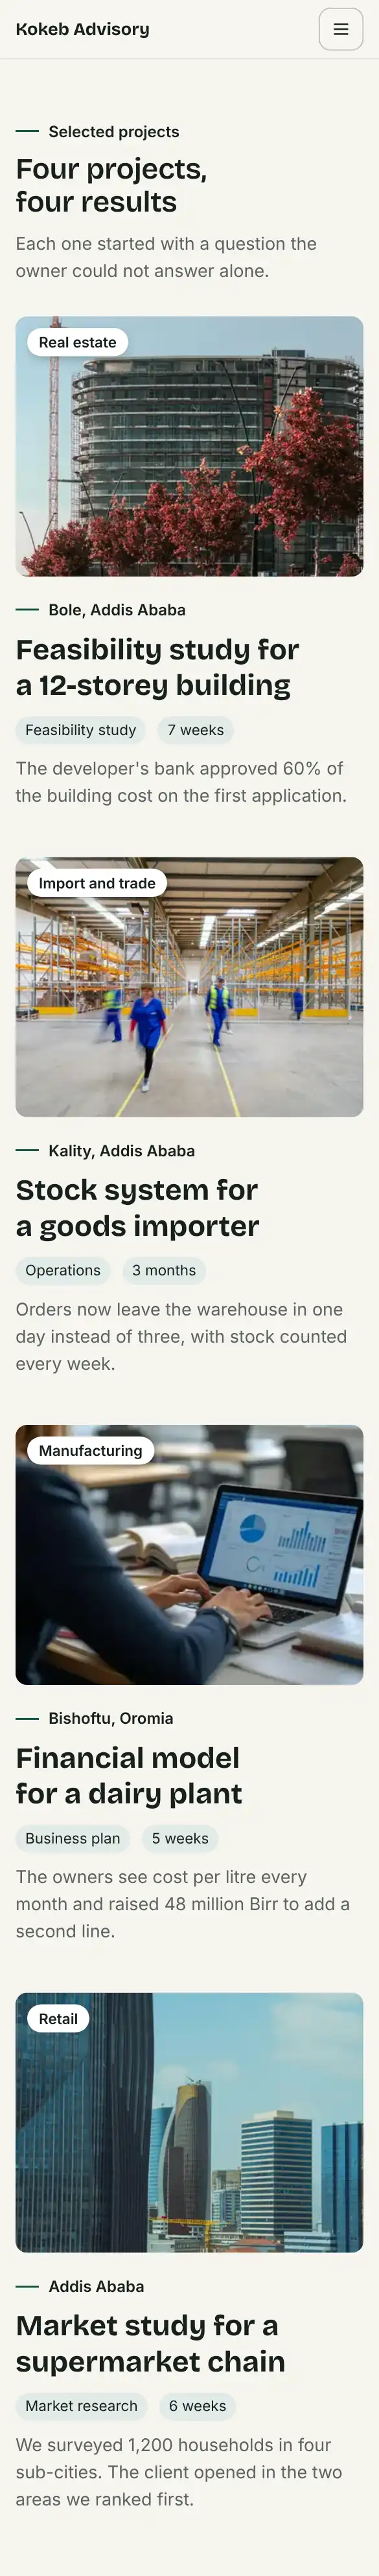 Kokeb Advisory
Selected projects
Four projects,
four results
Each one started with a question the
owner could not answer alone.
Real estate
Bole, Addis Ababa
Feasibility study for
a 12-storey building
Feasibility study
7 weeks
The developer's bank approved 60% of
the building cost on the first application.
Import and trade
Kality, Addis Ababa
Stock system for
a goods importer
Operations
3 months
Orders now leave the warehouse in one
day instead of three, with stock counted
every week.
Manufacturing
Bishoftu, Oromia
Financial model
for a dairy plant
Business plan
5 weeks
The owners see cost per litre every
month and raised 48 million Birr to add a
second line.
Retail
Addis Ababa
Market study for a
supermarket chain
Market research
6 weeks
We surveyed 1,200 households in four
sub-cities. The client opened in the two
areas we ranked first.